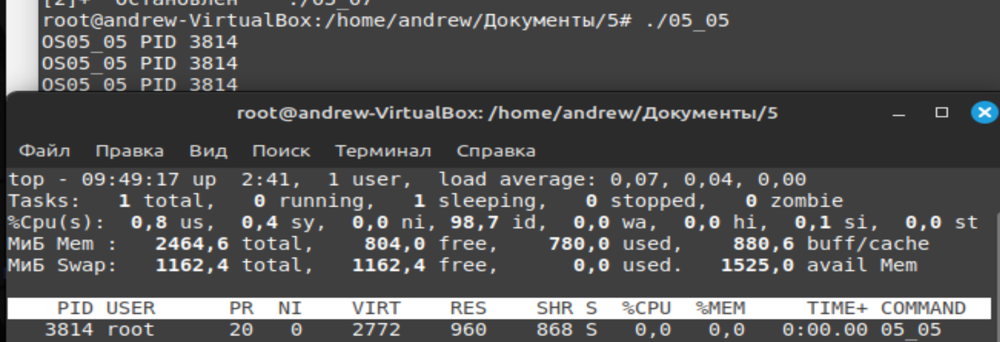 [2]+  Остановлен    ./05_07
root@andrew-VirtualBox:/home/andrew/Документы/5# ./05_05
OS05_05 PID 3814
OS05_05 PID 3814
OS05_05 PID 3814
root@andrew-VirtualBox: /home/andrew/Документы/5
Файл Правка Вид Поиск Терминал Справка
top - 09:49:17 up  2:41,  1 user,  load average: 0,07, 0,04, 0,00
Tasks:   1 total,   0 running,   1 sleeping,   0 stopped,   0 zombie
%Cpu(s):  0,8 us,  0,4 sy,  0,0 ni, 98,7 id,  0,0 wa,  0,0 hi,  0,1 si,  0,0 st
МиБ Mem :   2464,6 total,    804,0 free,    780,0 used,    880,6 buff/cache
МиБ Swap:   1162,4 total,   1162,4 free,      0,0 used.   1525,0 avail Mem
PID USER      PR  NI    VIRT    RES    SHR S  %CPU  %MEM     TIME+ COMMAND
3814 root      20   0    2772    960    868 S   0,0   0,0   0:00.00 05_05